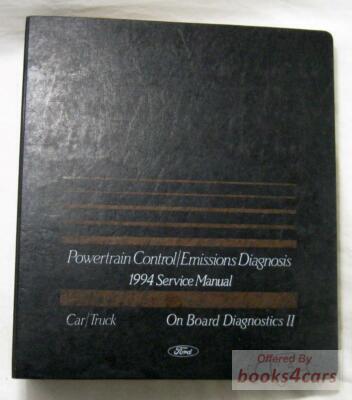 Powertrain Control/Emissions Diagnosis
1994 Service Manual
Car/Truck On Board Diagnostics II
Ford
Offered By
books4cars